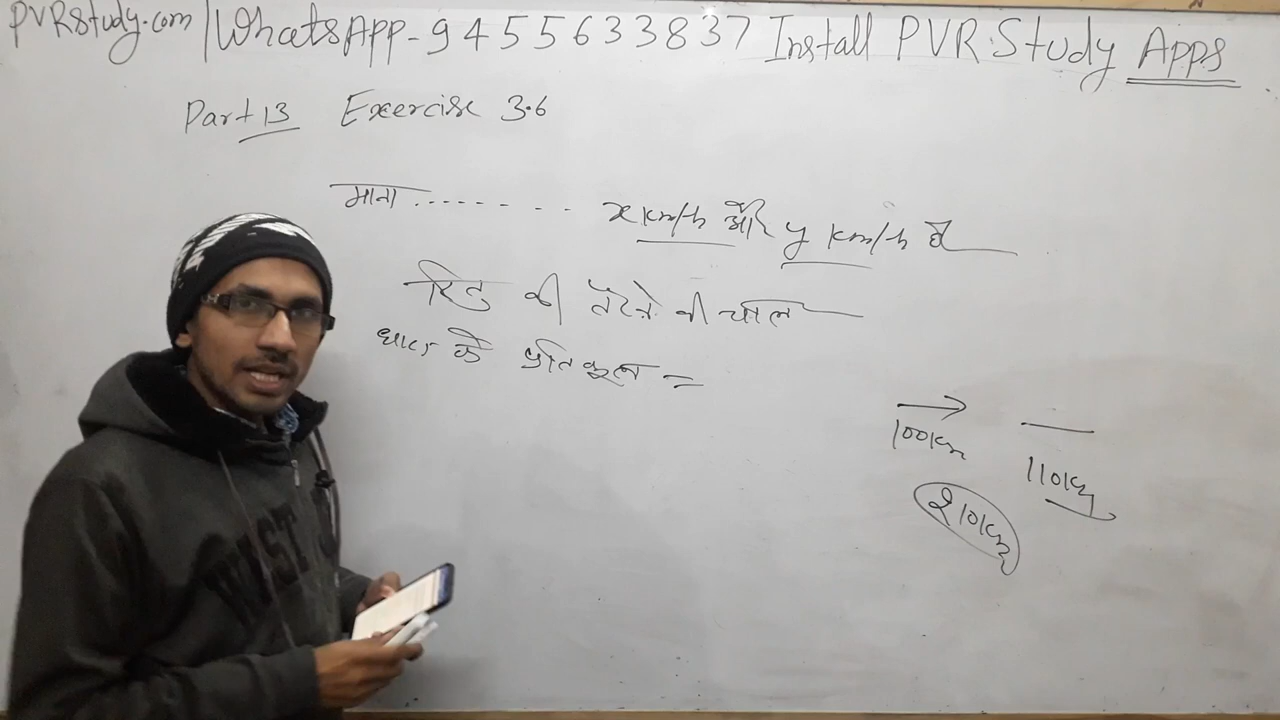 PVRStudy.com/WhatsApp-9455633837 Install PVR Study Apps
Part 13 Exercise 3.6
माना ........ x km/h और y km/h है
रितु की तैरने की चाल
धारा के प्रतिकूल =
100km
110km
210km